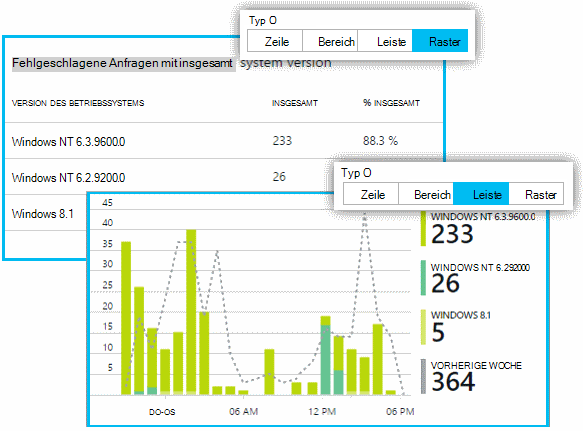 Typ O
Zeile Bereich Leiste Raster
Fehlgeschlagene Anfragen mit insgesamt system version
VERSION DES BETRIEBSSYSTEMS INSGESAMT % INSGESAMT
Windows NT 6.3.9600.0 233 88.3 %
Windows NT 6.2.9200.0 26
Windows 8.1
Typ O
Zeile Bereich Leiste Raster
45
40
35
30
25
20
15
10
5
DO-OS 06 AM 12 PM 06 PM
WINDOWS NT 6.3.9600.0
233
WINDOWS NT 6.292000
26
WINDOWS 8.1
5
VORHERIGE WOCHE
364